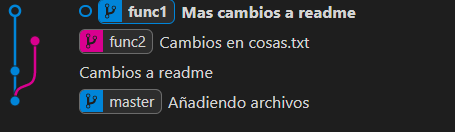 func1 Mas cambios a readme
func2 Cambios en cosas.txt
Cambios a readme
master Añadiendo archivos